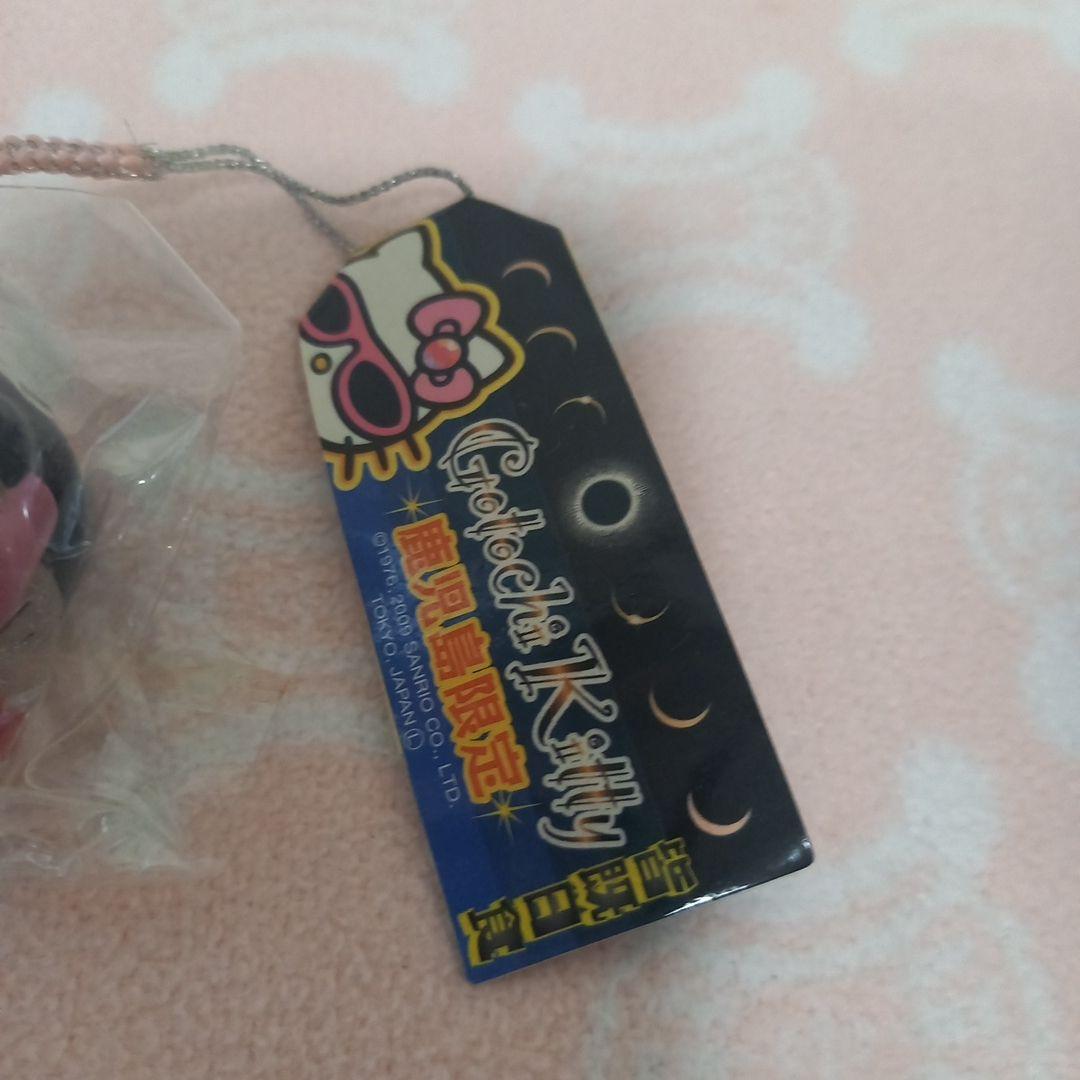 Gotochi Kitty
鹿児島限定
©1976, 2009 SANRIO CO., LTD.
TOKYO, JAPAN Ⓛ
皆既日食